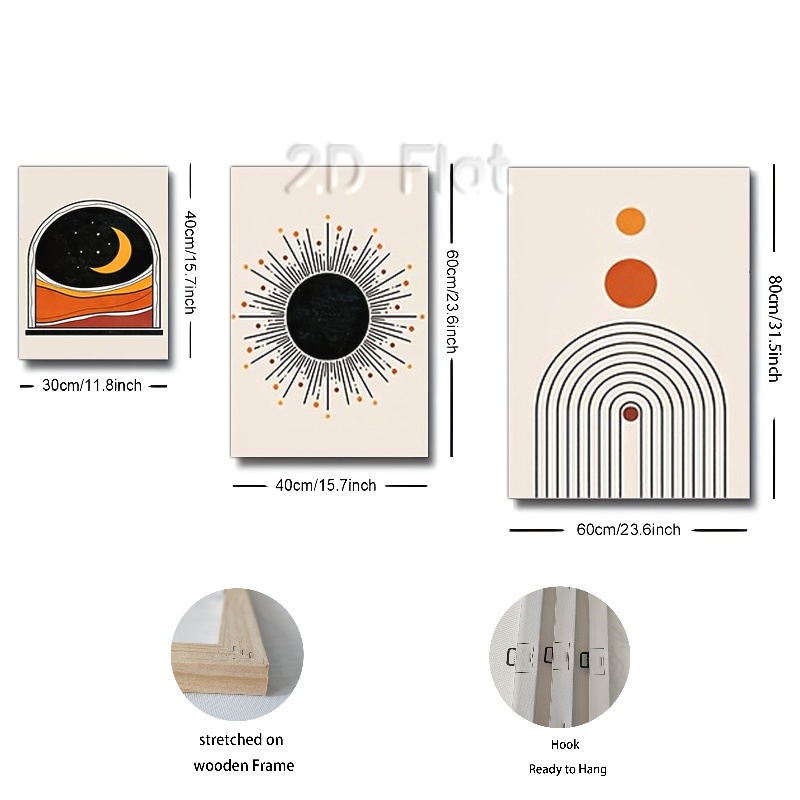 2D Flat
40cm/15.7inch
30cm/11.8inch
60cm/23.6inch
40cm/15.7inch
80cm/31.5inch
60cm/23.6inch
stretched on
wooden Frame
Hook
Ready to Hang